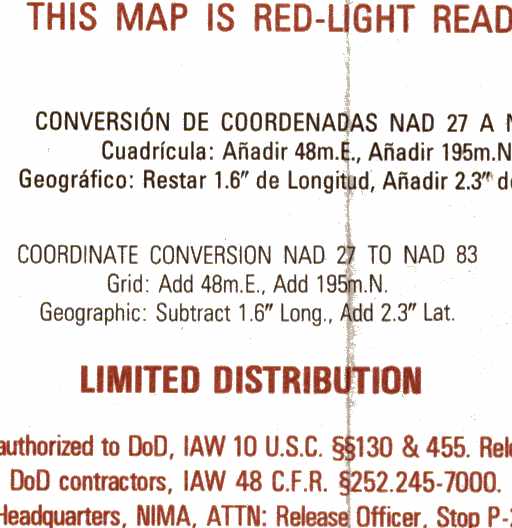 THIS MAP IS RED-LIGHT READ
CONVERSIÓN DE COORDENADAS NAD 27 A N
Cuadrícula: Añadir 48m.E., Añadir 195m.N
Geográfico: Restar 1.6" de Longitud, Añadir 2.3" de
COORDINATE CONVERSION NAD 27 TO NAD 83
Grid: Add 48m.E., Add 195m.N.
Geographic: Subtract 1.6" Long., Add 2.3" Lat.
LIMITED DISTRIBUTION
authorized to DoD, IAW 10 U.S.C. §§130 & 455. Rele
DoD contractors, IAW 48 C.F.R. §252.245-7000.
Headquarters, NIMA, ATTN: Release Officer, Stop P-